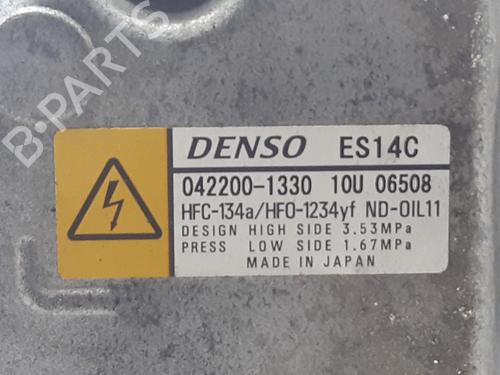 B-PARTS
DENSO ES14C
042200-1330 10U 06508
HFC-134a/HFO-1234yf ND-OIL11
DESIGN HIGH SIDE 3.53MPa
PRESS LOW SIDE 1.67MPa
MADE IN JAPAN